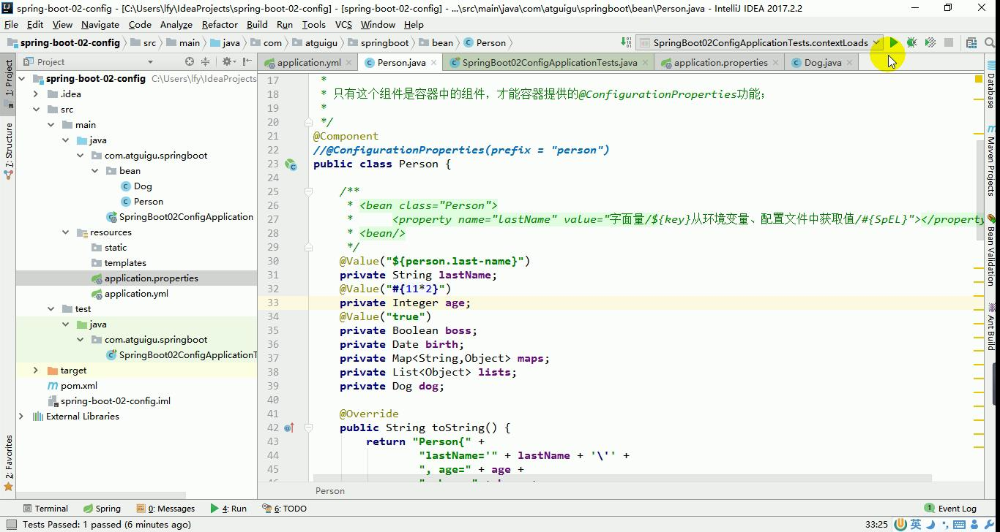 spring-boot-02-config - [C:\Users\lfy\IdeaProjects\spring-boot-02-config] - [spring-boot-02-config] - ...\src\main\java\com\atguigu\springboot\bean\Person.java - IntelliJ IDEA 2017.2.2
File Edit View Navigate Code Analyze Refactor Build Run Tools VCS Window Help
spring-boot-02-config src main java com atguigu springboot bean Person SpringBoot02ConfigApplicationTests.contextLoads
Project application.yml Person.java SpringBoot02ConfigApplicationTests.java application.properties Dog.java
1: Project
7: Structure
2: Favorites
spring-boot-02-config C:\Users\lfy\IdeaProjects
.idea
src
main
java
com.atguigu.springboot
bean
Dog
Person
SpringBoot02ConfigApplication
resources
static
templates
application.properties
application.yml
test
java
com.atguigu.springboot
SpringBoot02ConfigApplicationT
target
pom.xml
spring-boot-02-config.iml
External Libraries
17 *
18 * 只有这个组件是容器中的组件，才能容器提供的@ConfigurationProperties功能；
19 *
20 */
21 @Component
22 //@ConfigurationProperties(prefix = "person")
23 public class Person {
24
25 /**
26 * <bean class="Person">
27 * <property name="lastName" value="字面量/${key}从环境变量、配置文件中获取值/#{SpEL}"></property
28 * <bean/>
29 */
30 @Value("${person.last-name}")
31 private String lastName;
32 @Value("#{11*2}")
33 private Integer age;
34 @Value("true")
35 private Boolean boss;
36 private Date birth;
37 private Map<String,Object> maps;
38 private List<Object> lists;
39 private Dog dog;
40
41 @Override
42 public String toString() {
43 return "Person{" +
44 "lastName='" + lastName + '\'' +
45 ", age=" + age +
Person
Database
Maven Projects
Bean Validation
Ant Build
Terminal Spring 0: Messages 4: Run 6: TODO 1 Event Log
Tests Passed: 1 passed (6 minutes ago) 33:25 英